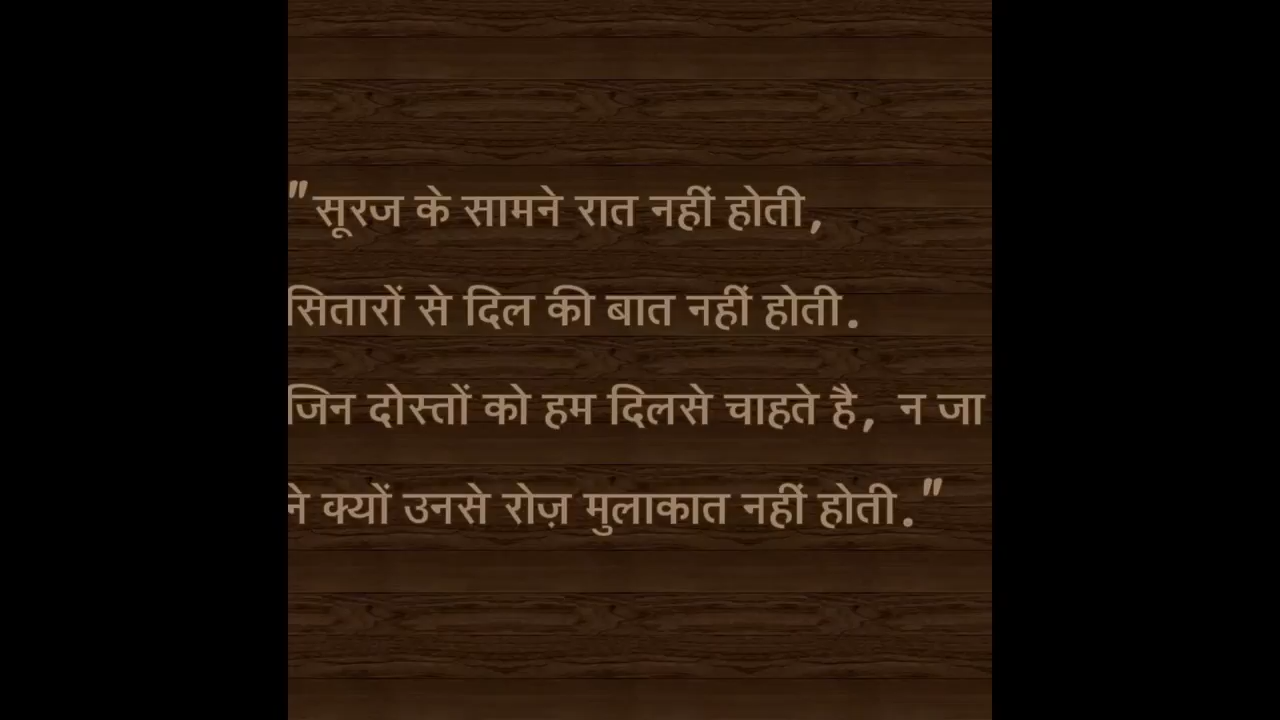 "सूरज के सामने रात नहीं होती,
सितारों से दिल की बात नहीं होती.
जिन दोस्तों को हम दिलसे चाहते है, न जा
ने क्यों उनसे रोज़ मुलाकात नहीं होती."